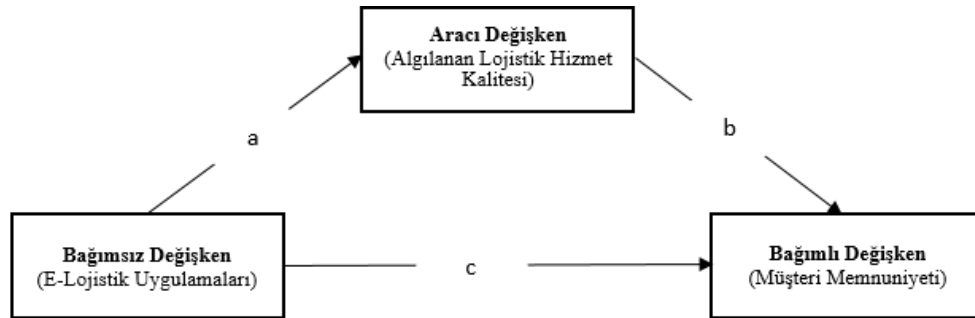 Aracı Değişken
(Algılanan Lojistik Hizmet
Kalitesi)
a
b
Bağımsız Değişken
(E-Lojistik Uygulamaları)
c
Bağımlı Değişken
(Müşteri Memnuniyeti)